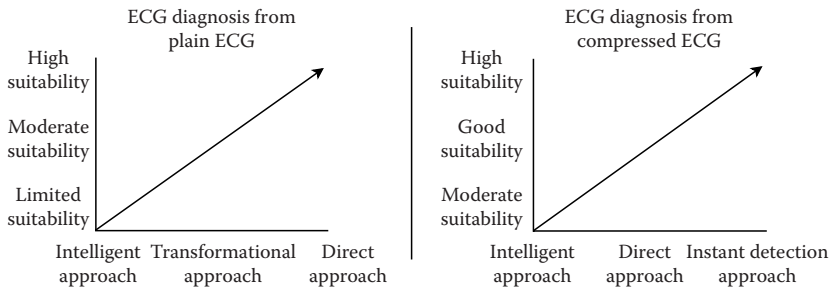 ECG diagnosis from
plain ECG
High
suitability
Moderate
suitability
Limited
suitability
Intelligent
approach
Transformational
approach
Direct
approach
ECG diagnosis from
compressed ECG
High
suitability
Good
suitability
Moderate
suitability
Intelligent
approach
Direct
approach
Instant detection
approach